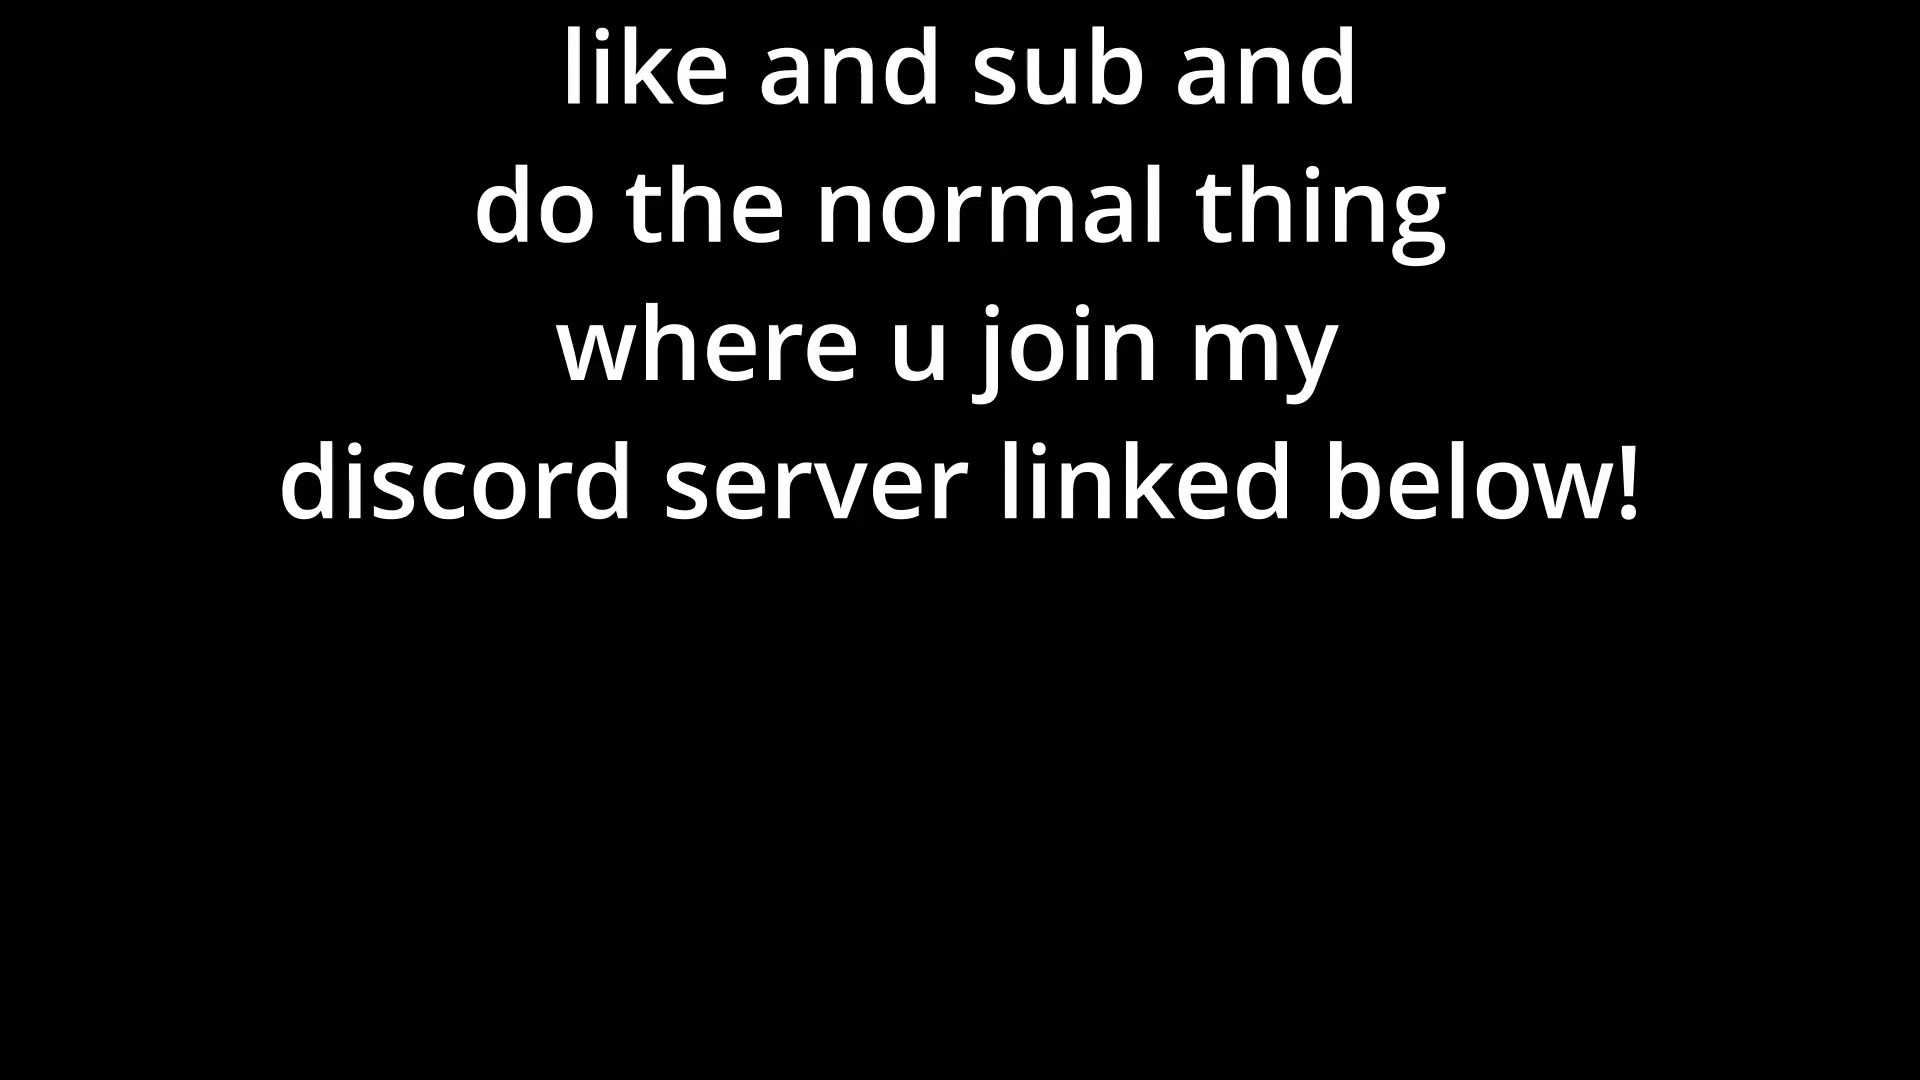 like and sub and
do the normal thing
where u join my
discord server linked below!